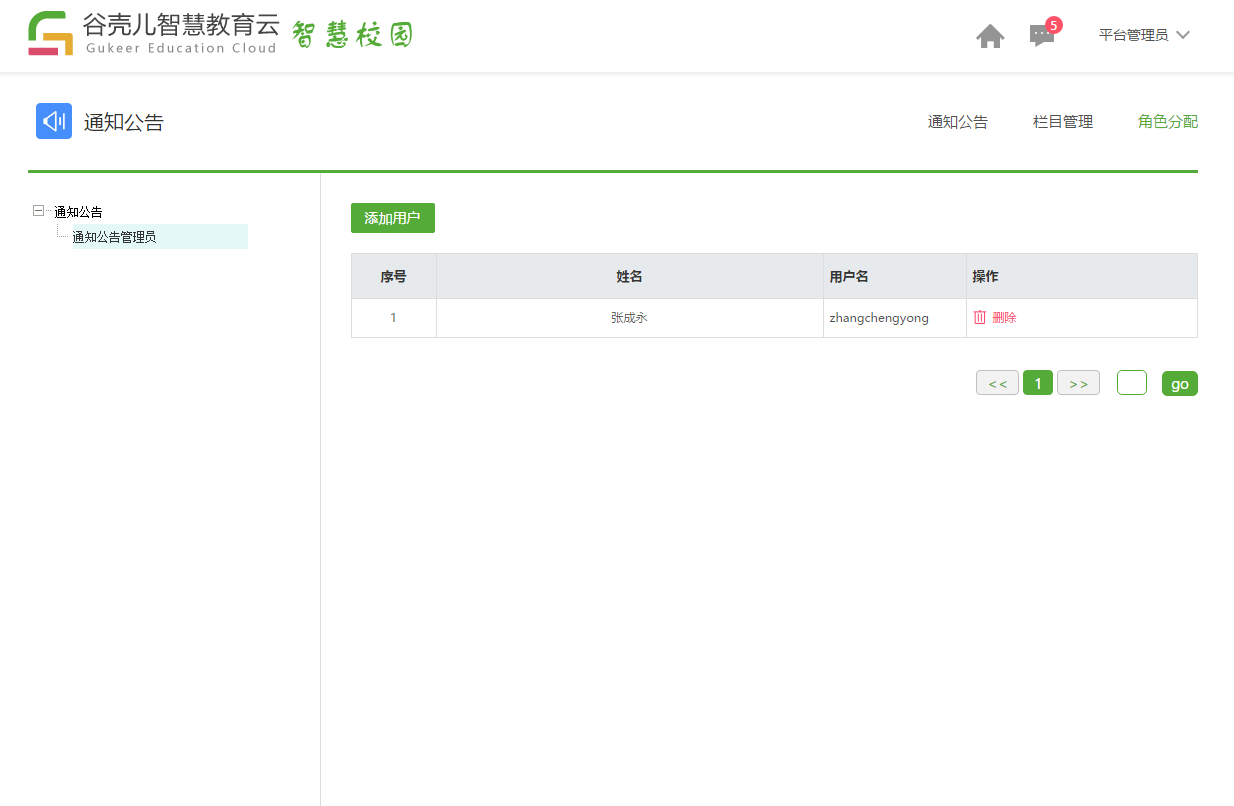 谷壳儿智慧教育云 智慧校园
Gukeer Education Cloud
5
平台管理员
通知公告
通知公告 栏目管理 角色分配
通知公告
通知公告管理员
添加用户
序号 姓名 用户名 操作
1 张成永 zhangchengyong 删除
<< 1 >> go